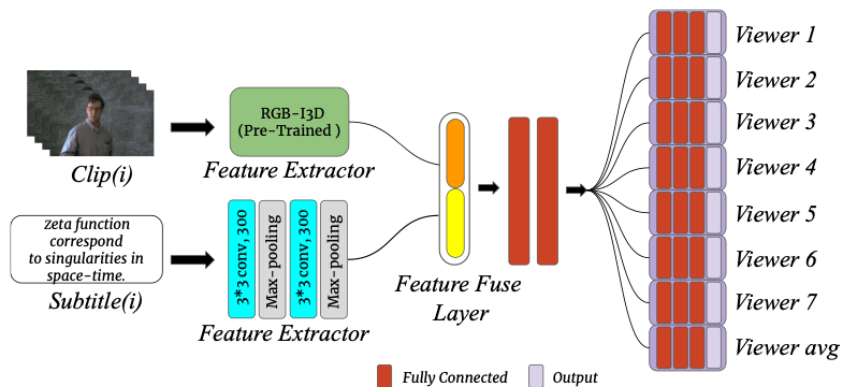 RGB-I3D
(Pre-Trained )
Clip(i)
Feature Extractor
Zeta function
correspond
to singularities in
space-time.
Subtitle(i)
3*3 conv, 300
Max-pooling
3*3 conv, 300
Max-pooling
Feature Extractor
Feature Fuse
Layer
Viewer 1
Viewer 2
Viewer 3
Viewer 4
Viewer 5
Viewer 6
Viewer 7
Viewer avg
Fully Connected
Output